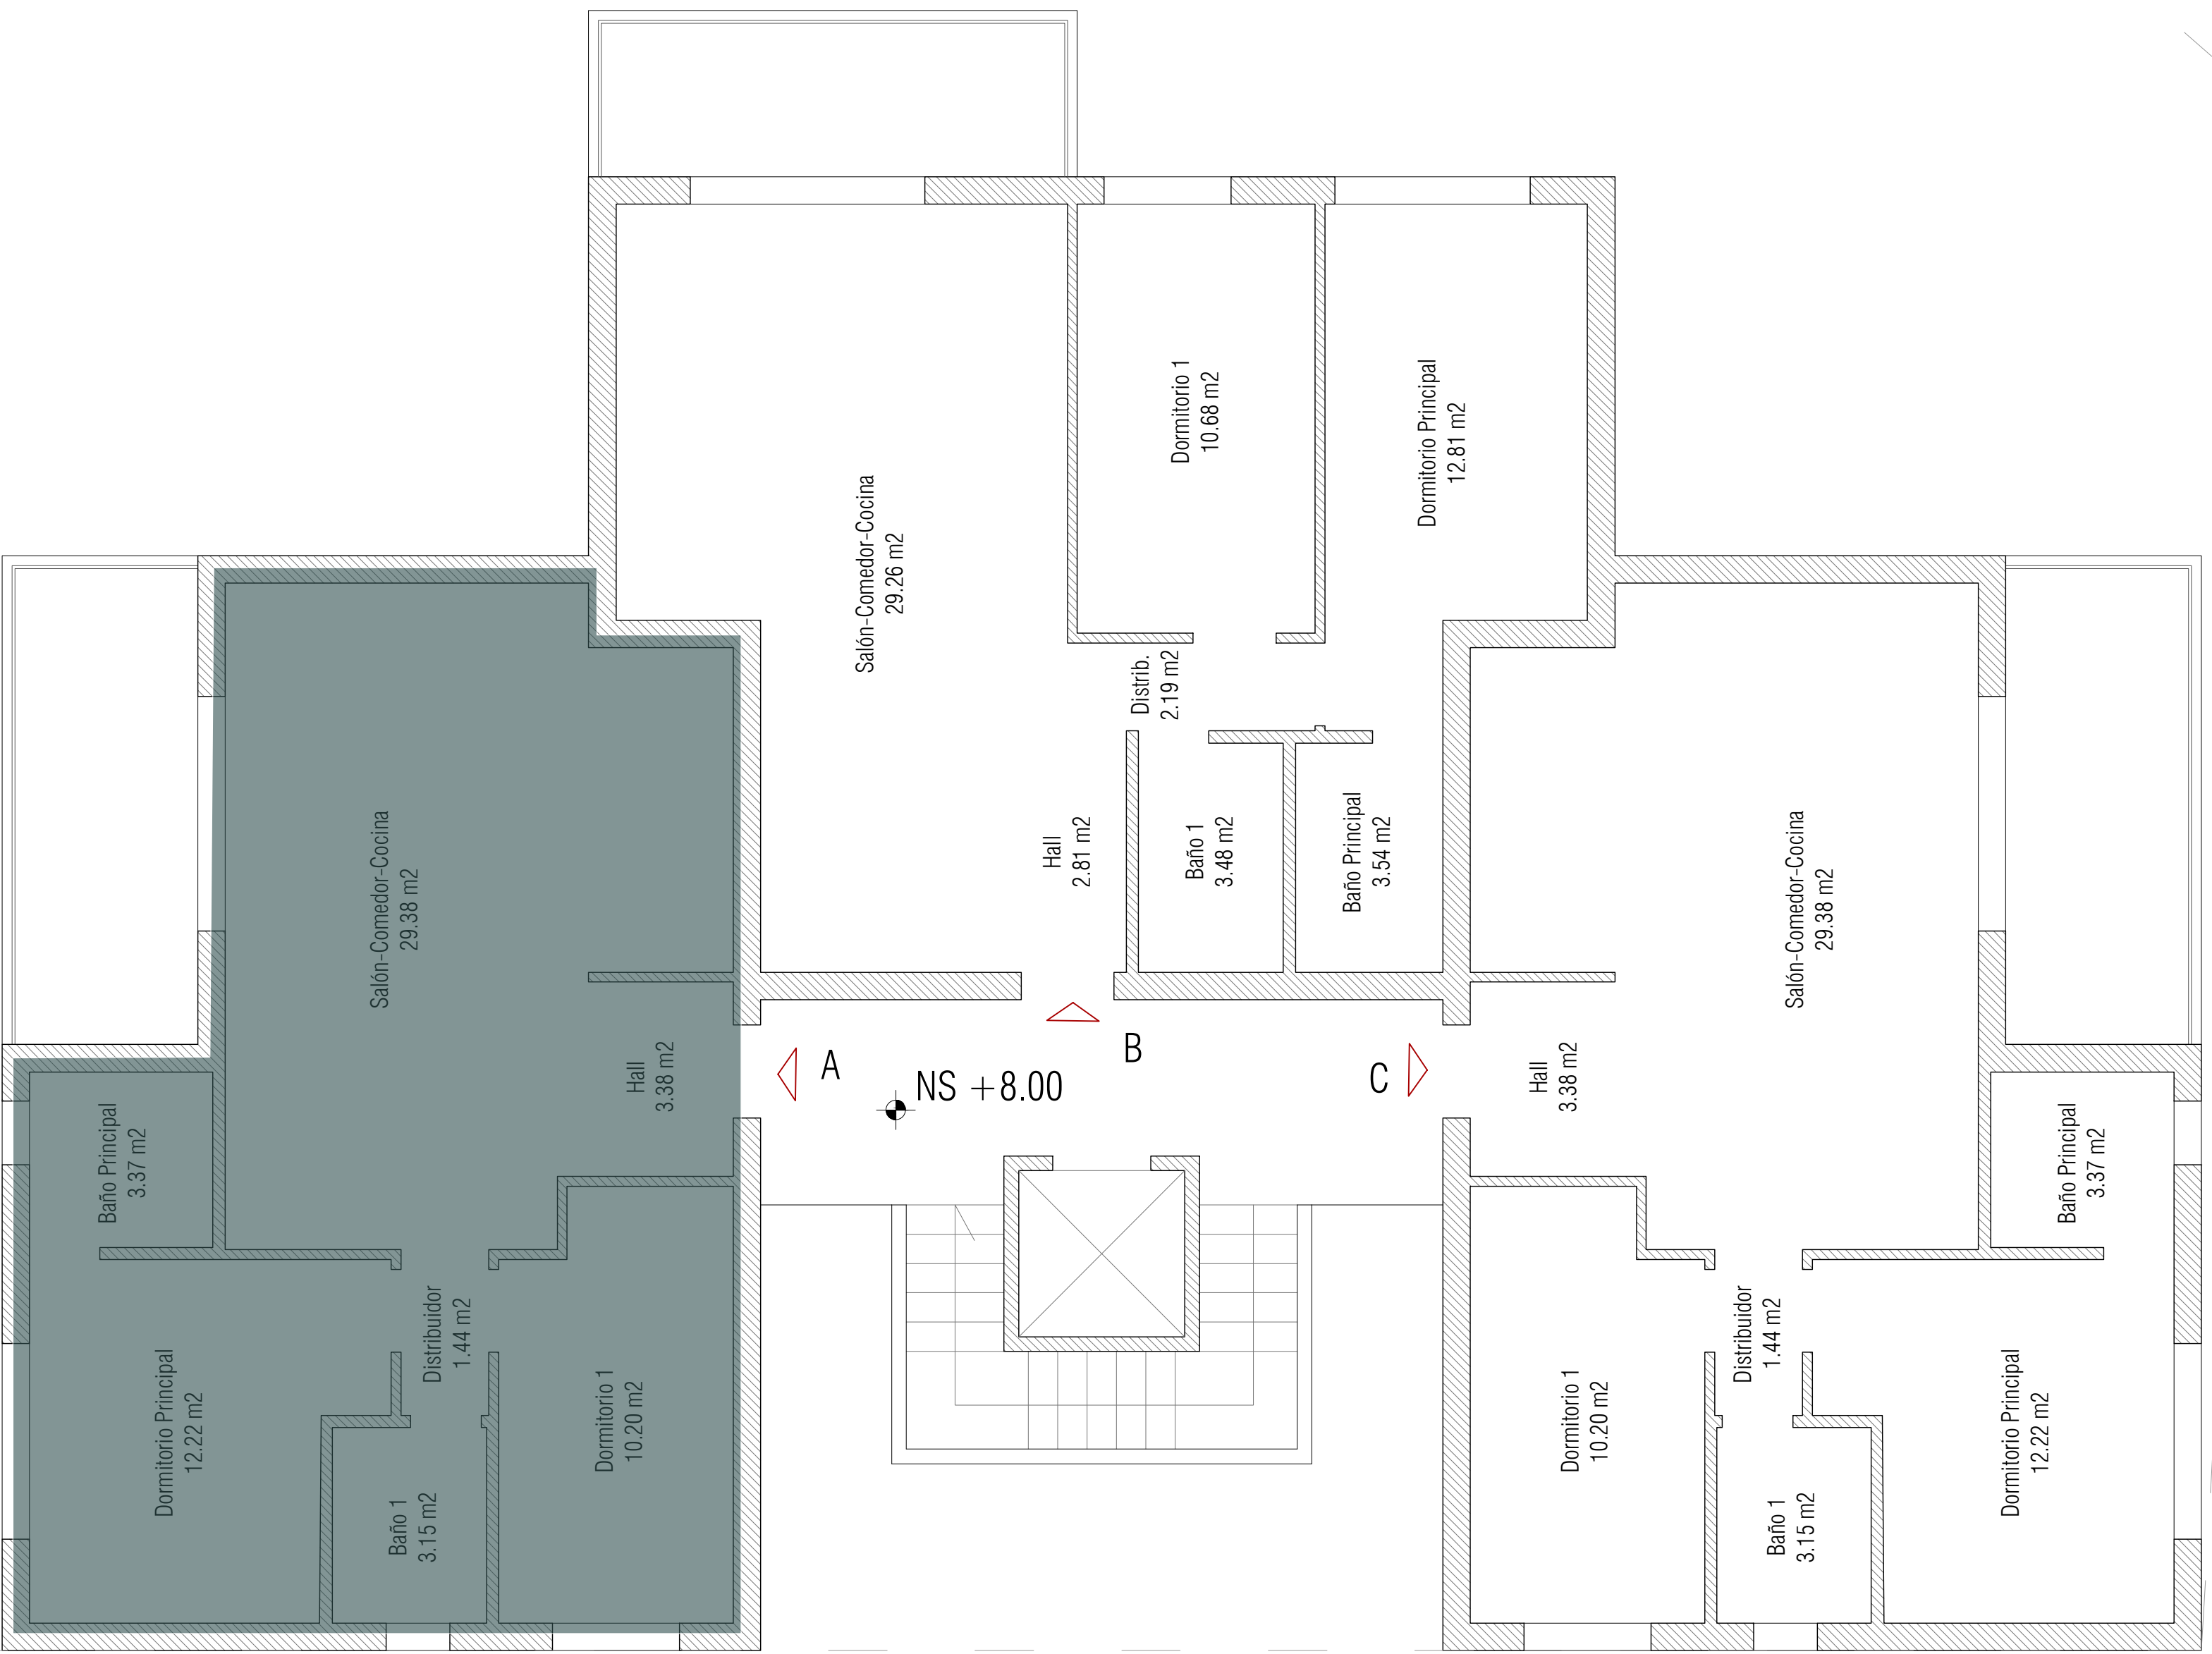 Dormitorio 1
10.68 m2
Dormitorio Principal
12.81 m2
Salón-Comedor-Cocina
29.26 m2
Distrib.
2.19 m2
Hall
2.81 m2
Baño 1
3.48 m2
Baño Principal
3.54 m2
Salón-Comedor-Cocina
29.38 m2
Hall
3.38 m2
Baño Principal
3.37 m2
Distribuidor
1.44 m2
Dormitorio Principal
12.22 m2
Dormitorio 1
10.20 m2
Baño 1
3.15 m2
A
B
C
NS +8.00
Salón-Comedor-Cocina
29.38 m2
Hall
3.38 m2
Baño Principal
3.37 m2
Distribuidor
1.44 m2
Dormitorio 1
10.20 m2
Dormitorio Principal
12.22 m2
Baño 1
3.15 m2